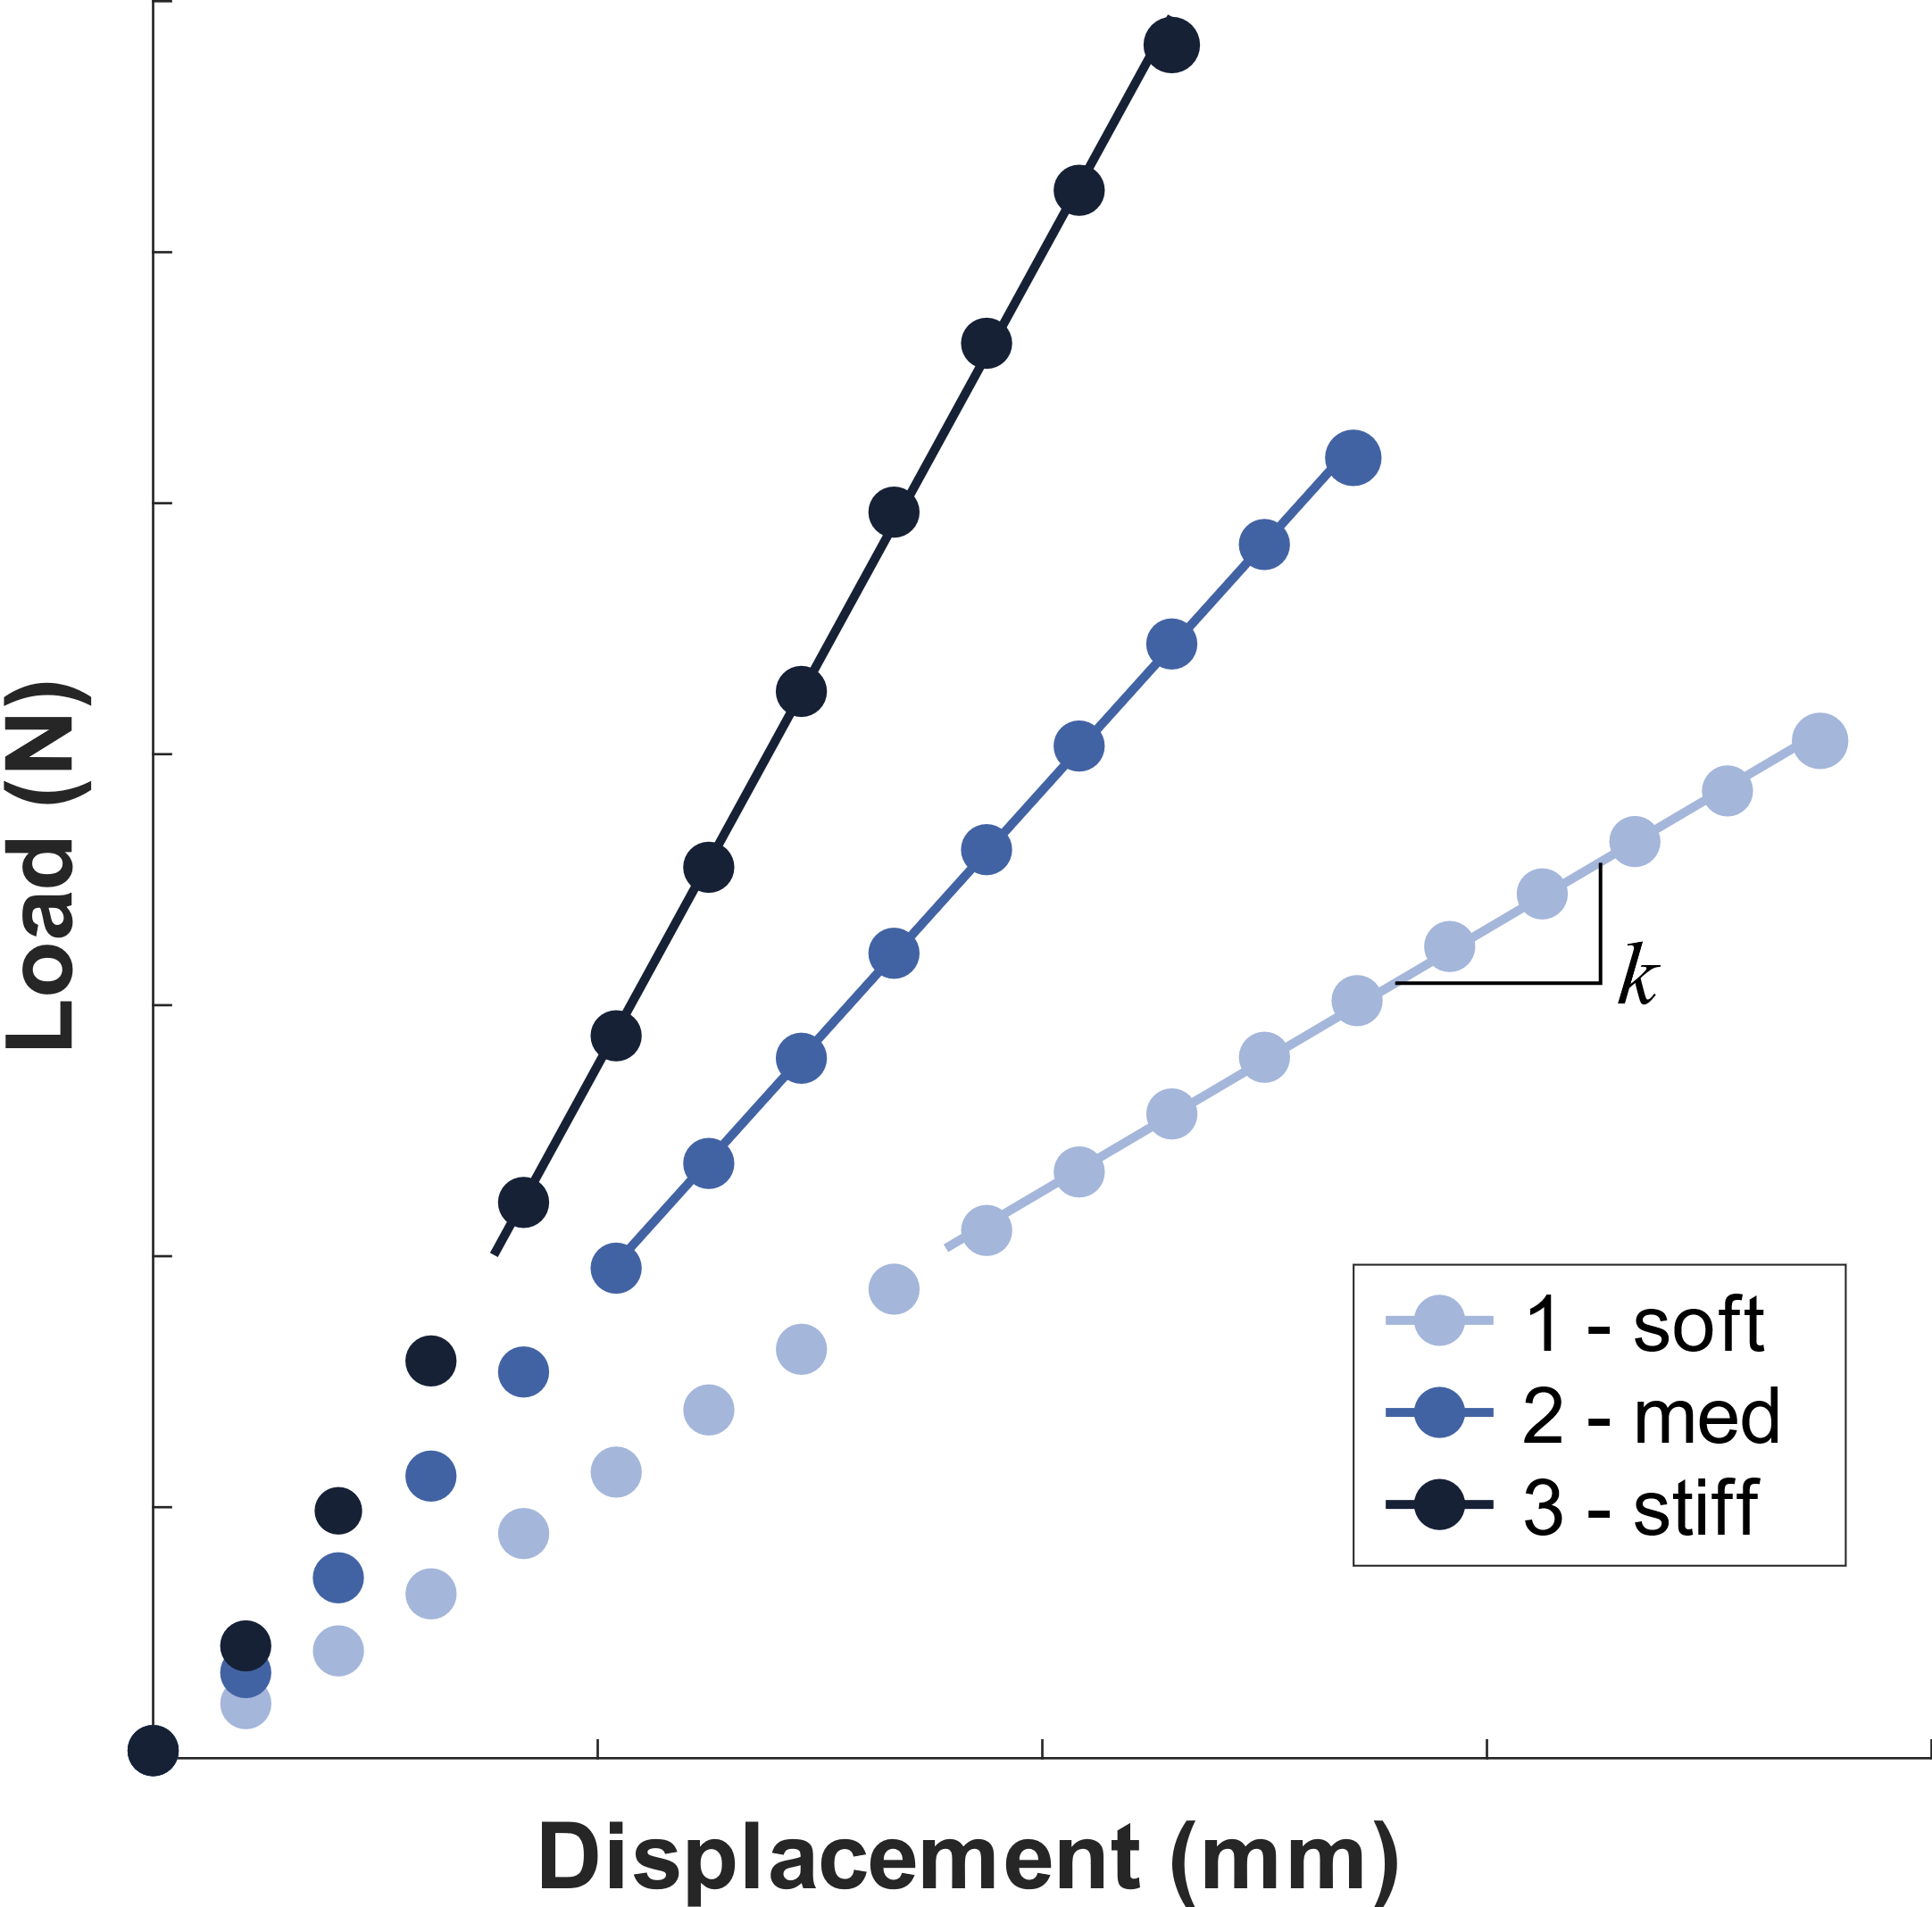 Load (N)
k
1 - soft
2 - med
3 - stiff
Displacement (mm)